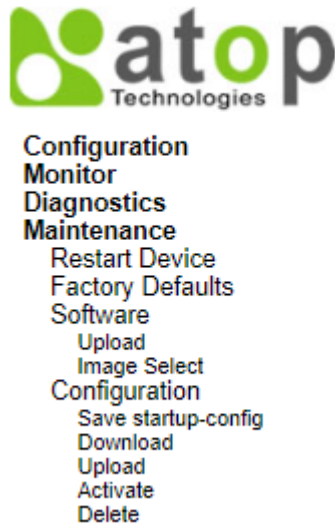 atop
Technologies
Configuration
Monitor
Diagnostics
Maintenance
Restart Device
Factory Defaults
Software
Upload
Image Select
Configuration
Save startup-config
Download
Upload
Activate
Delete